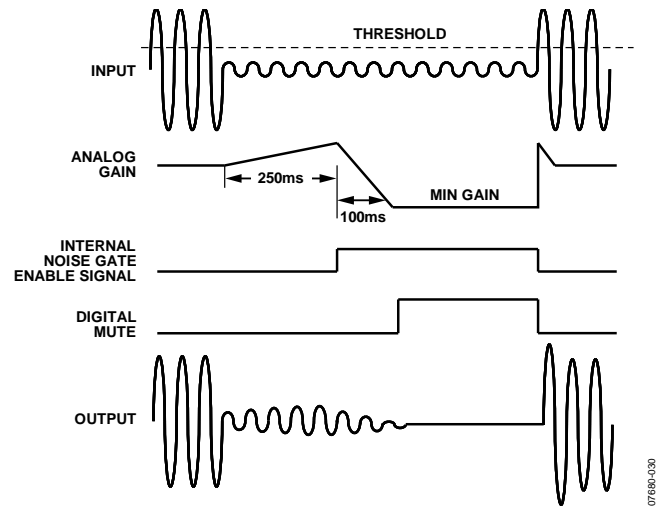 THRESHOLD
INPUT
ANALOG
GAIN
250ms
100ms
MIN GAIN
INTERNAL
NOISE GATE
ENABLE SIGNAL
DIGITAL
MUTE
OUTPUT
07680-030